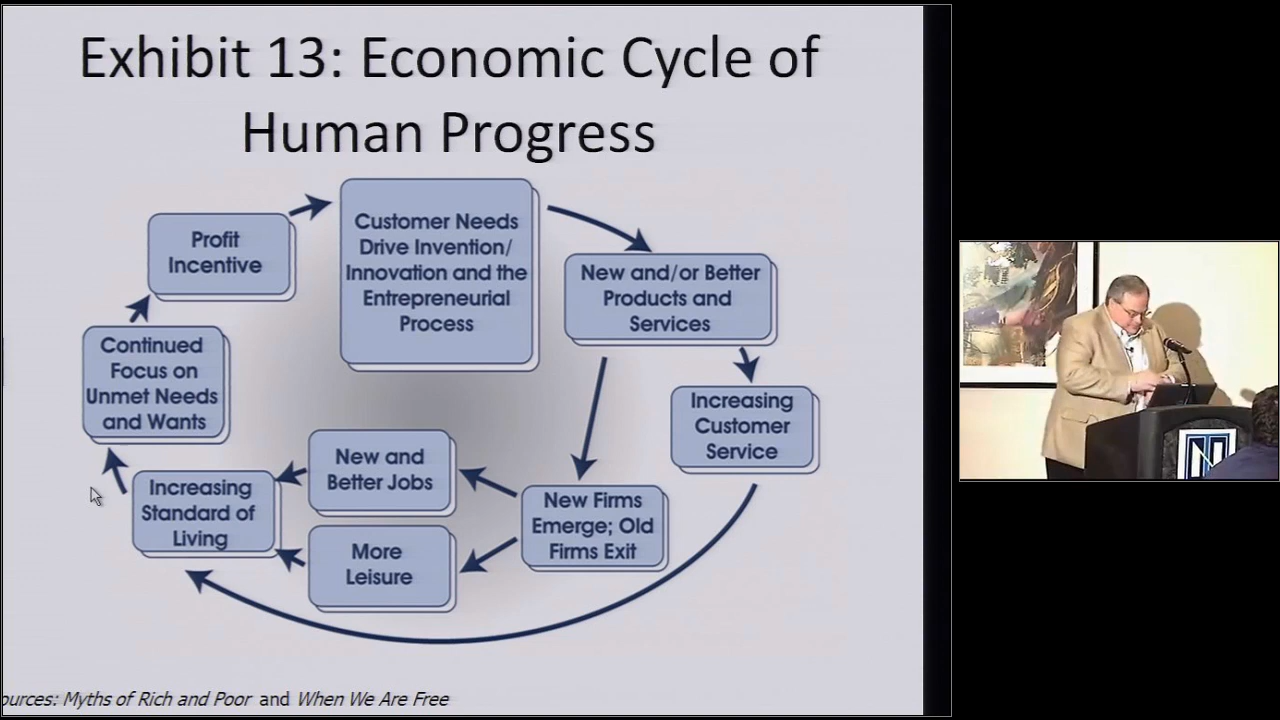 Exhibit 13: Economic Cycle of
Human Progress
Customer Needs
Drive Invention/
Innovation and the
Entrepreneurial
Process
Profit
Incentive
New and/or Better
Products and
Services
Continued
Focus on
Unmet Needs
and Wants
Increasing
Customer
Service
New and
Better Jobs
Increasing
Standard of
Living
New Firms
Emerge; Old
Firms Exit
More
Leisure
ources: Myths of Rich and Poor and When We Are Free